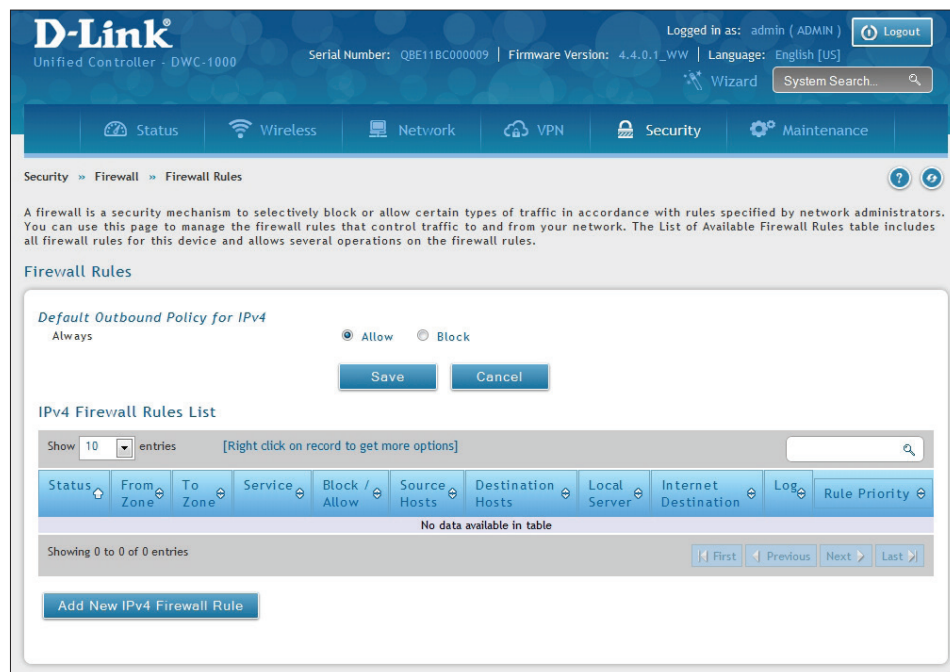 D-Link®
Unified Controller - DWC-1000
Logged in as: admin ( ADMIN ) Logout
Serial Number: QBE11BC000009 | Firmware Version: 4.4.0.1_WW | Language: English [US]
Wizard System Search...
Status Wireless Network VPN Security Maintenance
Security » Firewall » Firewall Rules ?
A firewall is a security mechanism to selectively block or allow certain types of traffic in accordance with rules specified by network administrators.
You can use this page to manage the firewall rules that control traffic to and from your network. The List of Available Firewall Rules table includes
all firewall rules for this device and allows several operations on the firewall rules.
Firewall Rules
Default Outbound Policy for IPv4
Always Allow Block
Save Cancel
IPv4 Firewall Rules List
Show 10 entries [Right click on record to get more options]
Status From Zone To Zone Service Block / Allow Source Hosts Destination Hosts Local Server Internet Destination Log Rule Priority
No data available in table
Showing 0 to 0 of 0 entries First Previous Next Last
Add New IPv4 Firewall Rule